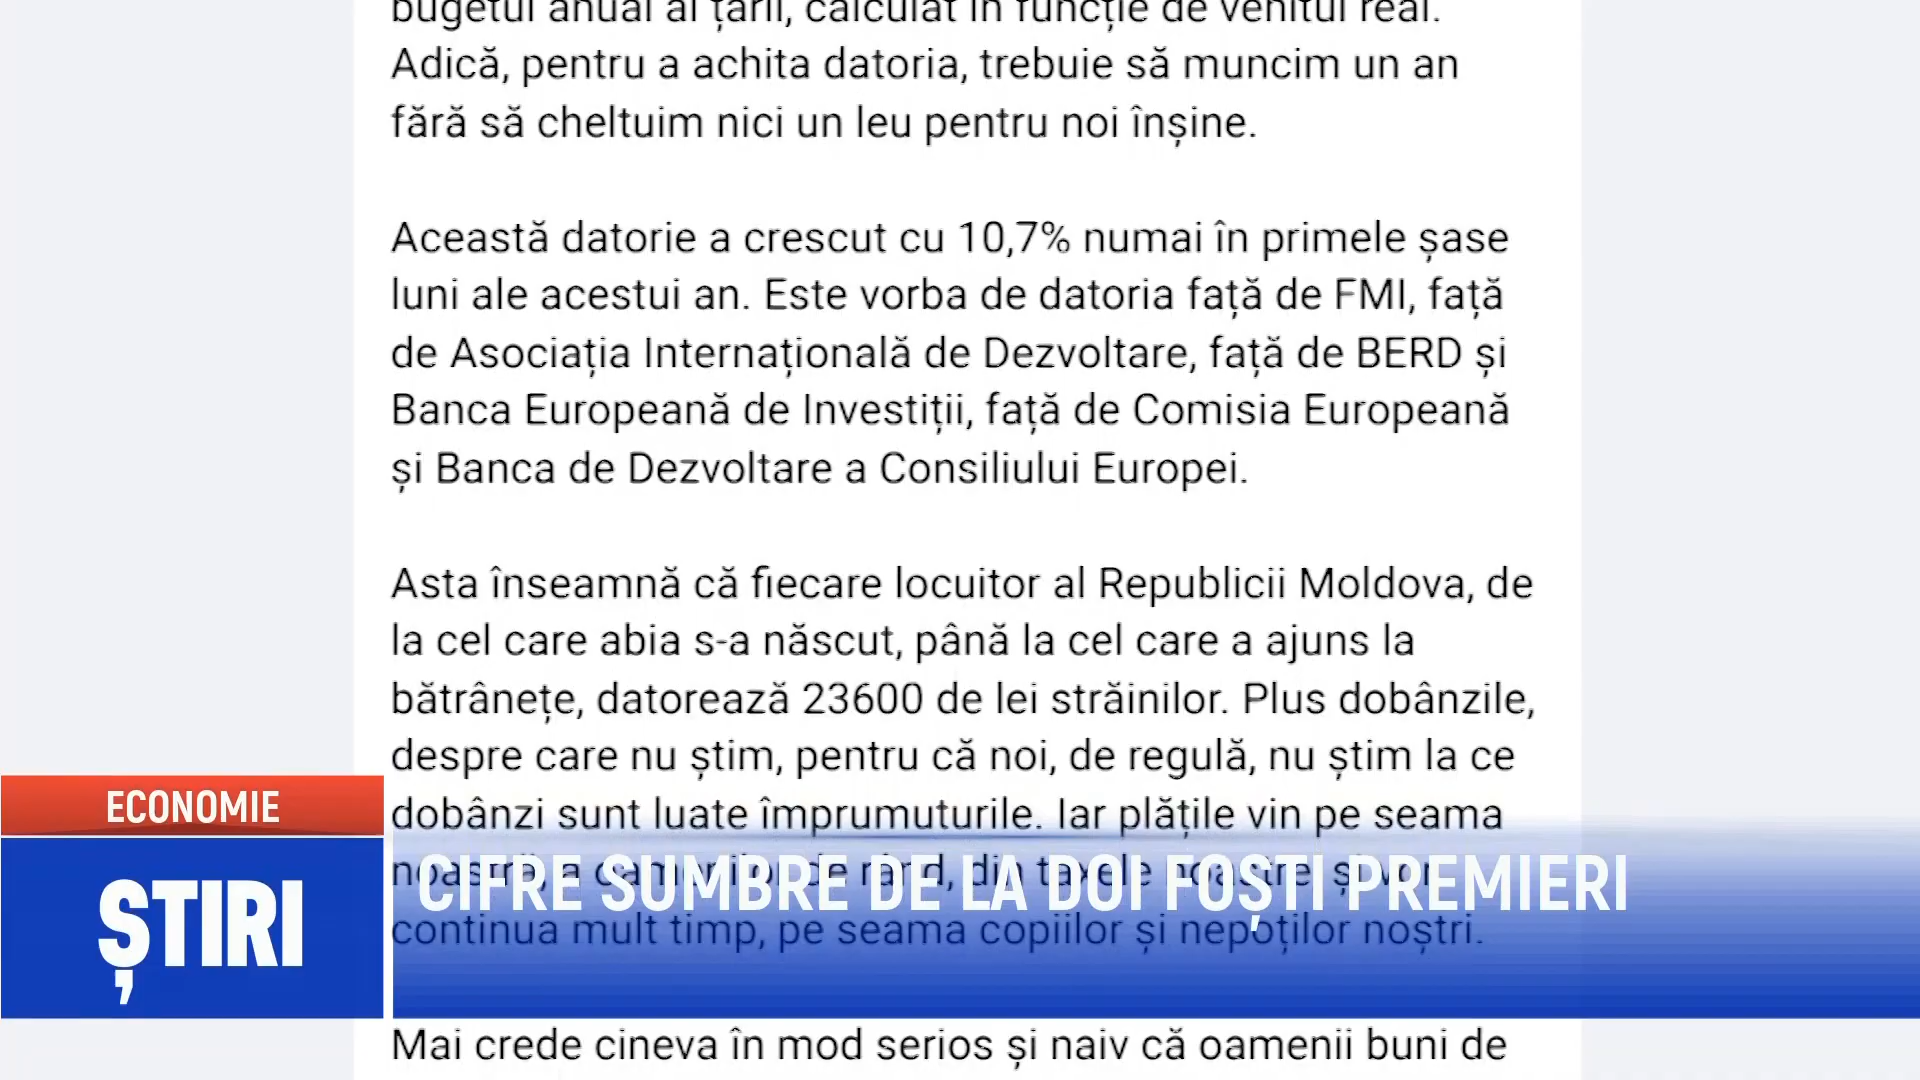 bugetul anual al țării, calculat în funcție de venitul real.
Adică, pentru a achita datoria, trebuie să muncim un an
fără să cheltuim nici un leu pentru noi înșine.
Această datorie a crescut cu 10,7% numai în primele șase
luni ale acestui an. Este vorba de datoria față de FMI, față
de Asociația Internațională de Dezvoltare, față de BERD și
Banca Europeană de Investiții, față de Comisia Europeană
și Banca de Dezvoltare a Consiliului Europei.
Asta înseamnă că fiecare locuitor al Republicii Moldova, de
la cel care abia s-a născut, până la cel care a ajuns la
bătrânețe, datorează 23600 de lei străinilor. Plus dobânzile,
despre care nu știm, pentru că noi, de regulă, nu știm la ce
dobânzi sunt luate împrumuturile. Iar plățile vin pe seama
noastră, a oamenilor de rând, din taxele noastre, și
continua mult timp, pe seama copiilor și nepoților noștri.
Mai crede cineva în mod serios și naiv că oamenii buni de
ECONOMIE
ȘTIRI
CIFRE SUMBRE DE LA DOI FOȘTI PREMIERI